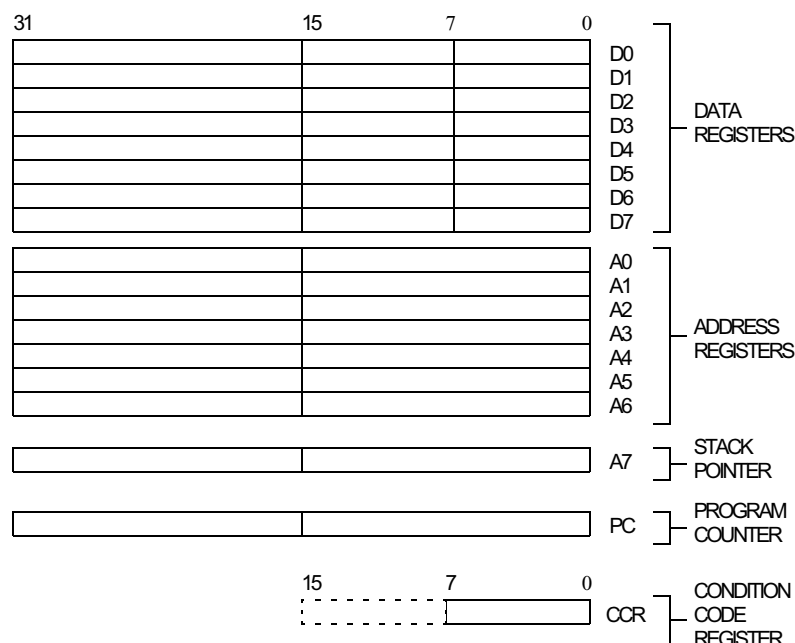 31 15 7 0
D0
D1
D2
D3
D4
D5
D6
D7
DATA
REGISTERS
A0
A1
A2
A3
A4
A5
A6
ADDRESS
REGISTERS
A7
STACK
POINTER
PC
PROGRAM
COUNTER
15 7 0
CCR
CONDITION
CODE
REGISTER